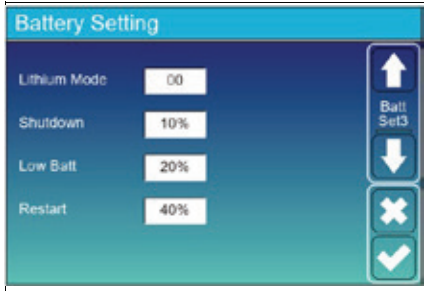 Battery Setting
Lithium Mode 00
Shutdown 10%
Low Batt 20%
Restart 40%
Batt
Set3